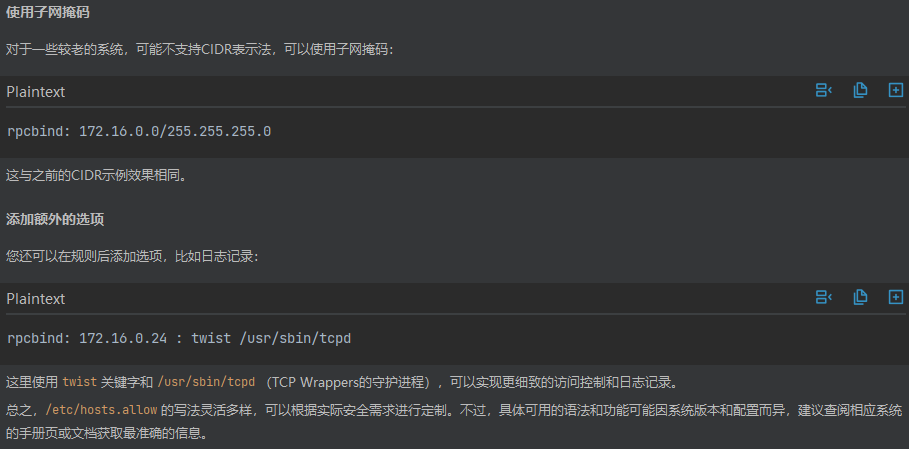 使用子网掩码
对于一些较老的系统，可能不支持CIDR表示法，可以使用子网掩码：
Plaintext
rpcbind: 172.16.0.0/255.255.255.0
这与之前的CIDR示例效果相同。
添加额外的选项
您还可以在规则后添加选项，比如日志记录：
Plaintext
rpcbind: 172.16.0.24 : twist /usr/sbin/tcpd
这里使用 twist 关键字和 /usr/sbin/tcpd （TCP Wrappers的守护进程），可以实现更细致的访问控制和日志记录。
总之，/etc/hosts.allow 的写法灵活多样，可以根据实际安全需求进行定制。不过，具体可用的语法和功能可能因系统版本和配置而异，建议查阅相应系统
的手册页或文档获取最准确的信息。